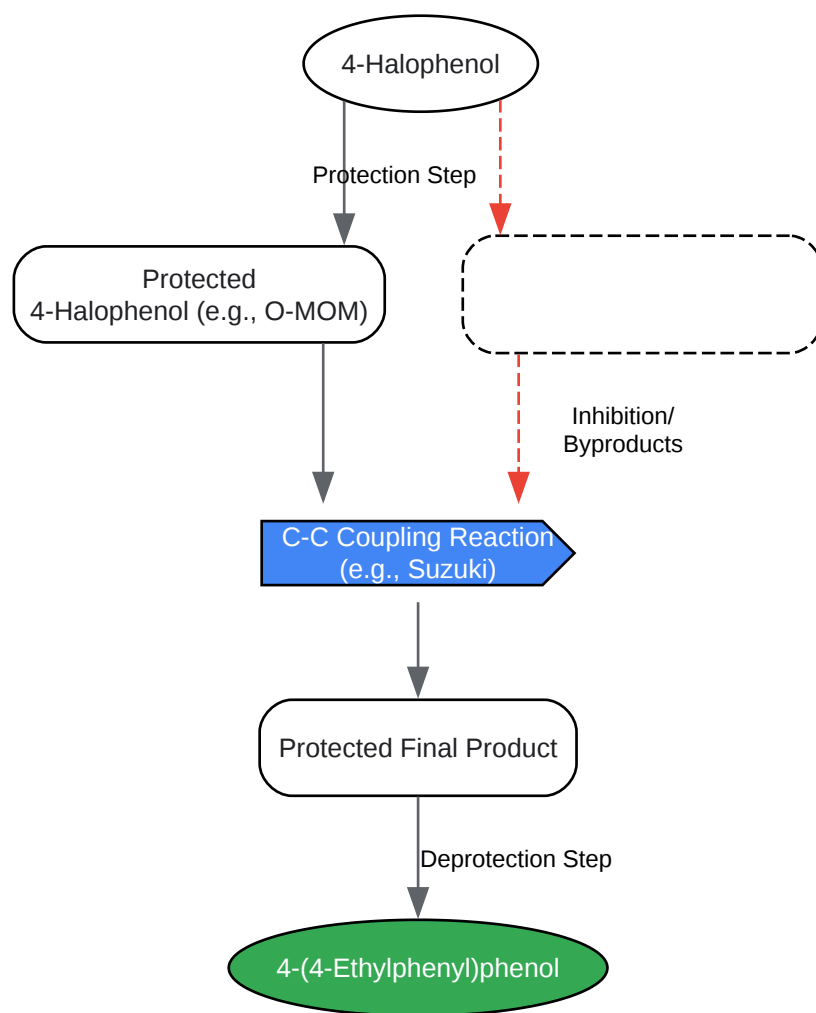 4-Halophenol
Protection Step
Protected
4-Halophenol (e.g., O-MOM)
Inhibition/
Byproducts
C-C Coupling Reaction
(e.g., Suzuki)
Protected Final Product
Deprotection Step
4-(4-Ethylphenyl)phenol